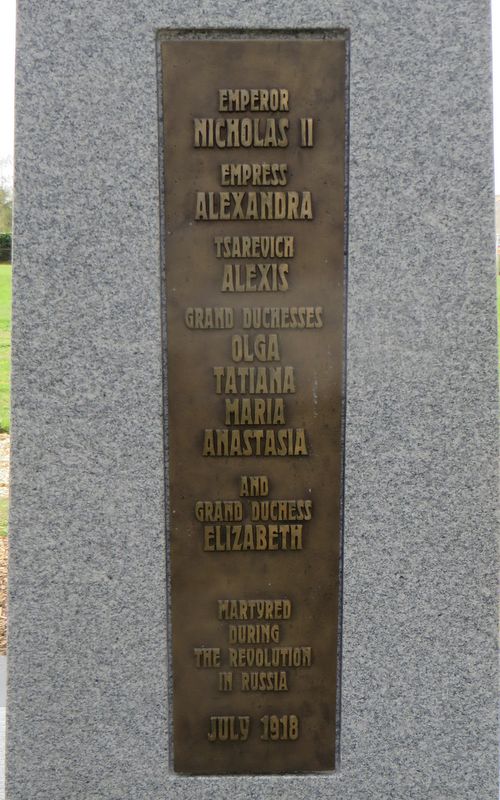 EMPEROR
NICHOLAS II
EMPRESS
ALEXANDRA
TSAREVICH
ALEXIS
GRAND DUCHESSES
OLGA
TATIANA
MARIA
ANASTASIA
AND
GRAND DUCHESS
ELIZABETH
MARTYRED
DURING
THE REVOLUTION
IN RUSSIA
JULY 1918